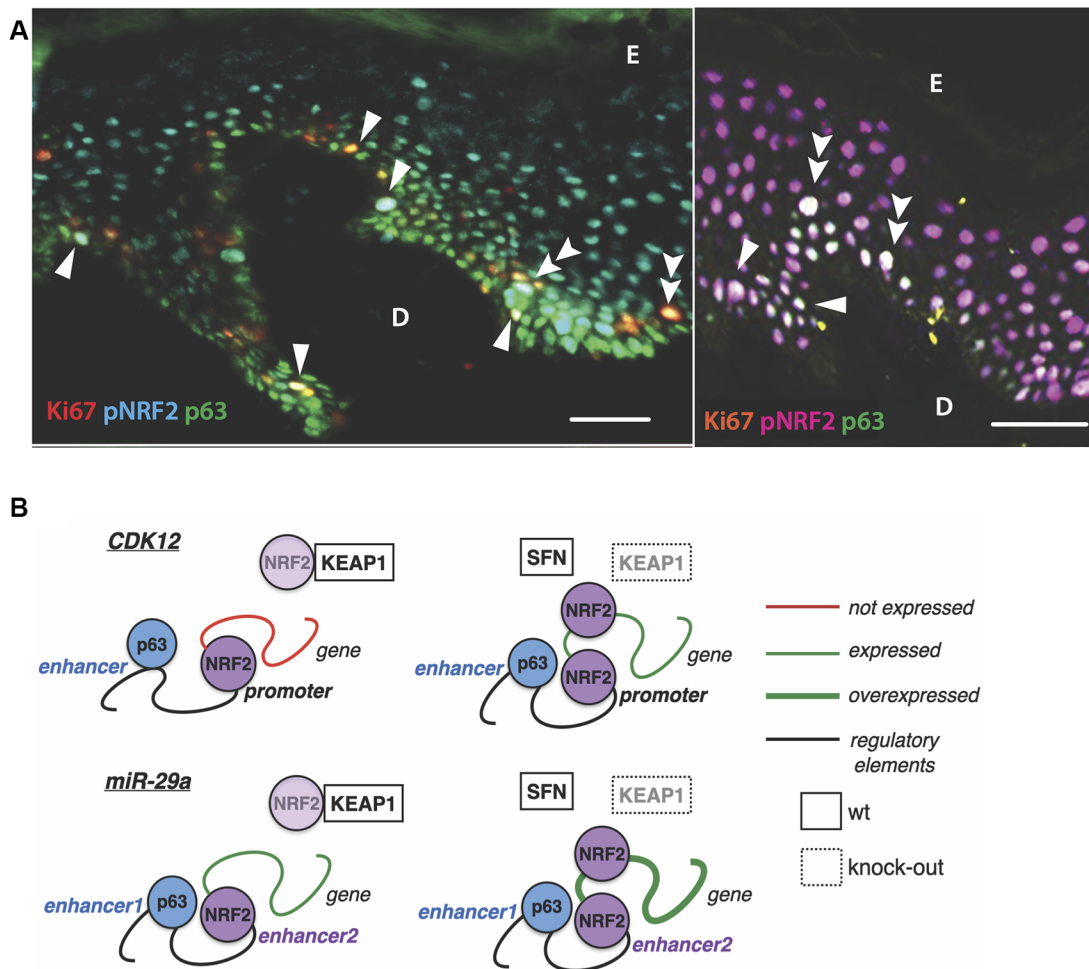 A
E
D
Ki67 pNRF2 p63
E
D
Ki67 pNRF2 p63
B
CDK12
NRF2 KEAP1
p63
enhancer
NRF2
gene
promoter
SFN KEAP1
NRF2
enhancer p63
NRF2
gene
promoter
not expressed
expressed
overexpressed
regulatory
elements
wt
knock-out
miR-29a
NRF2 KEAP1
enhancer1 p63
NRF2
gene
enhancer2
SFN KEAP1
NRF2
enhancer1 p63
NRF2
gene
enhancer2